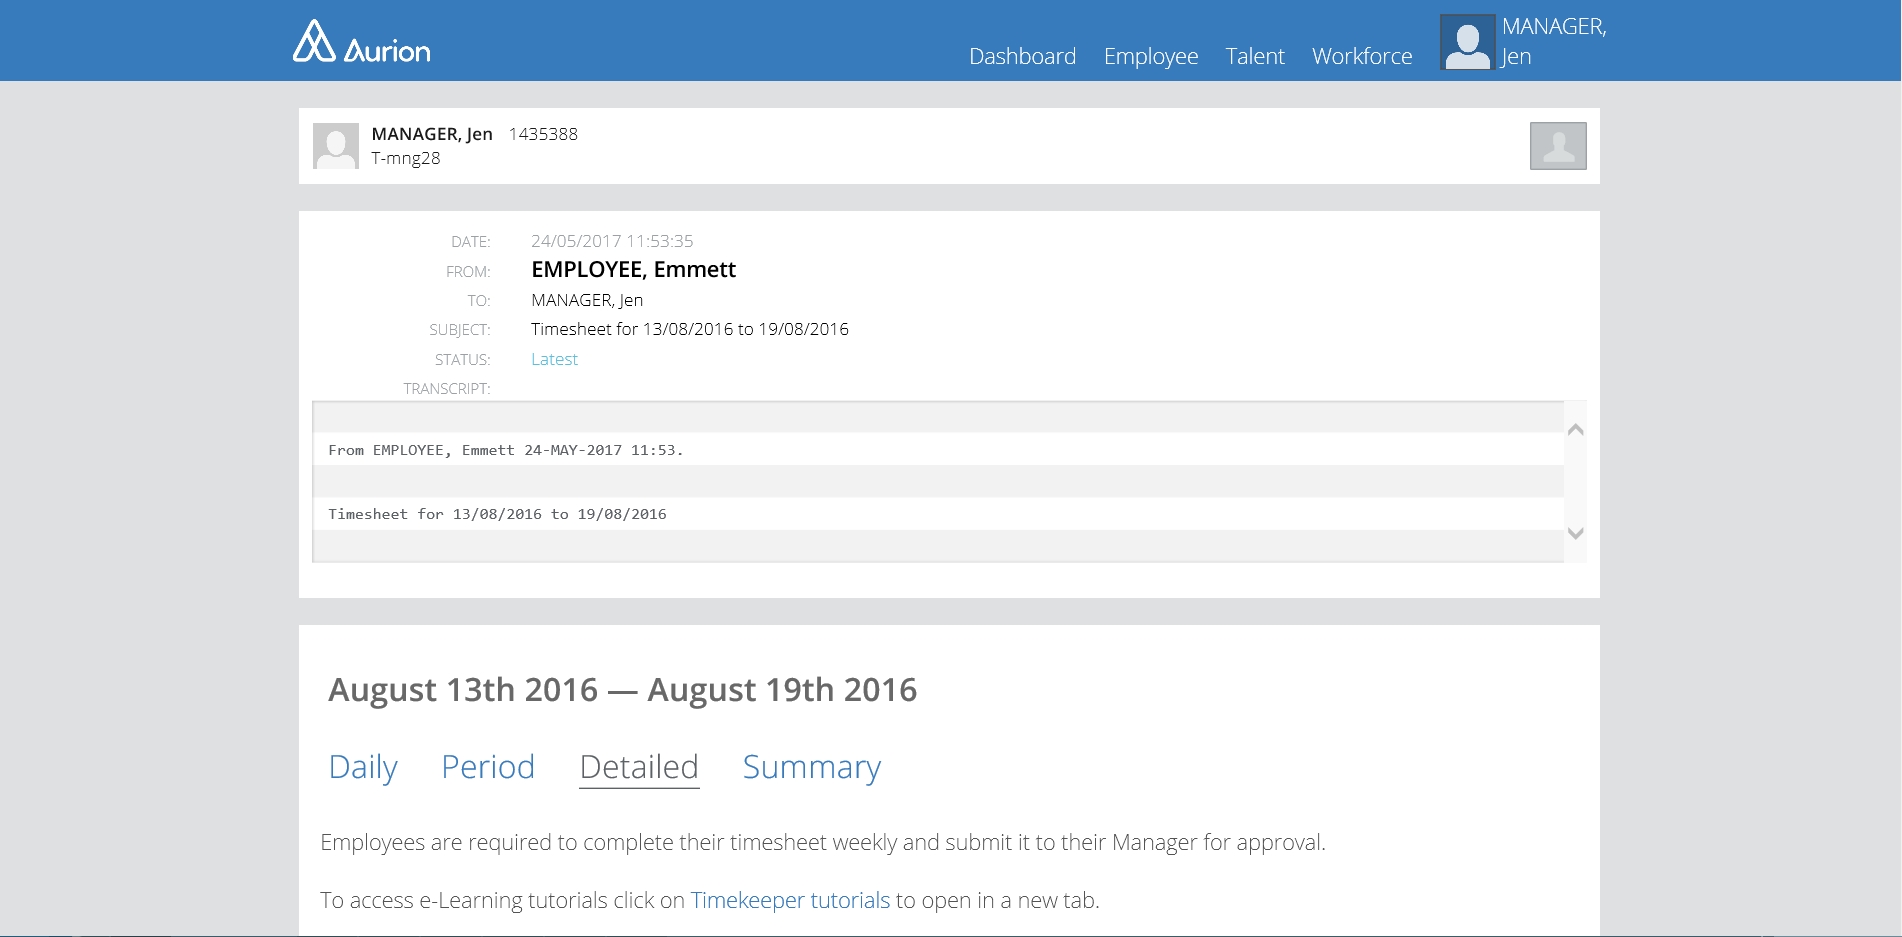 Aurion
Dashboard Employee Talent Workforce
MANAGER,
Jen
MANAGER, Jen 1435388
T-mng28
DATE: 24/05/2017 11:53:35
FROM: EMPLOYEE, Emmett
TO: MANAGER, Jen
SUBJECT: Timesheet for 13/08/2016 to 19/08/2016
STATUS: Latest
TRANSCRIPT:
From EMPLOYEE, Emmett 24-MAY-2017 11:53.
Timesheet for 13/08/2016 to 19/08/2016
August 13th 2016 — August 19th 2016
Daily Period Detailed Summary
Employees are required to complete their timesheet weekly and submit it to their Manager for approval.
To access e-Learning tutorials click on Timekeeper tutorials to open in a new tab.